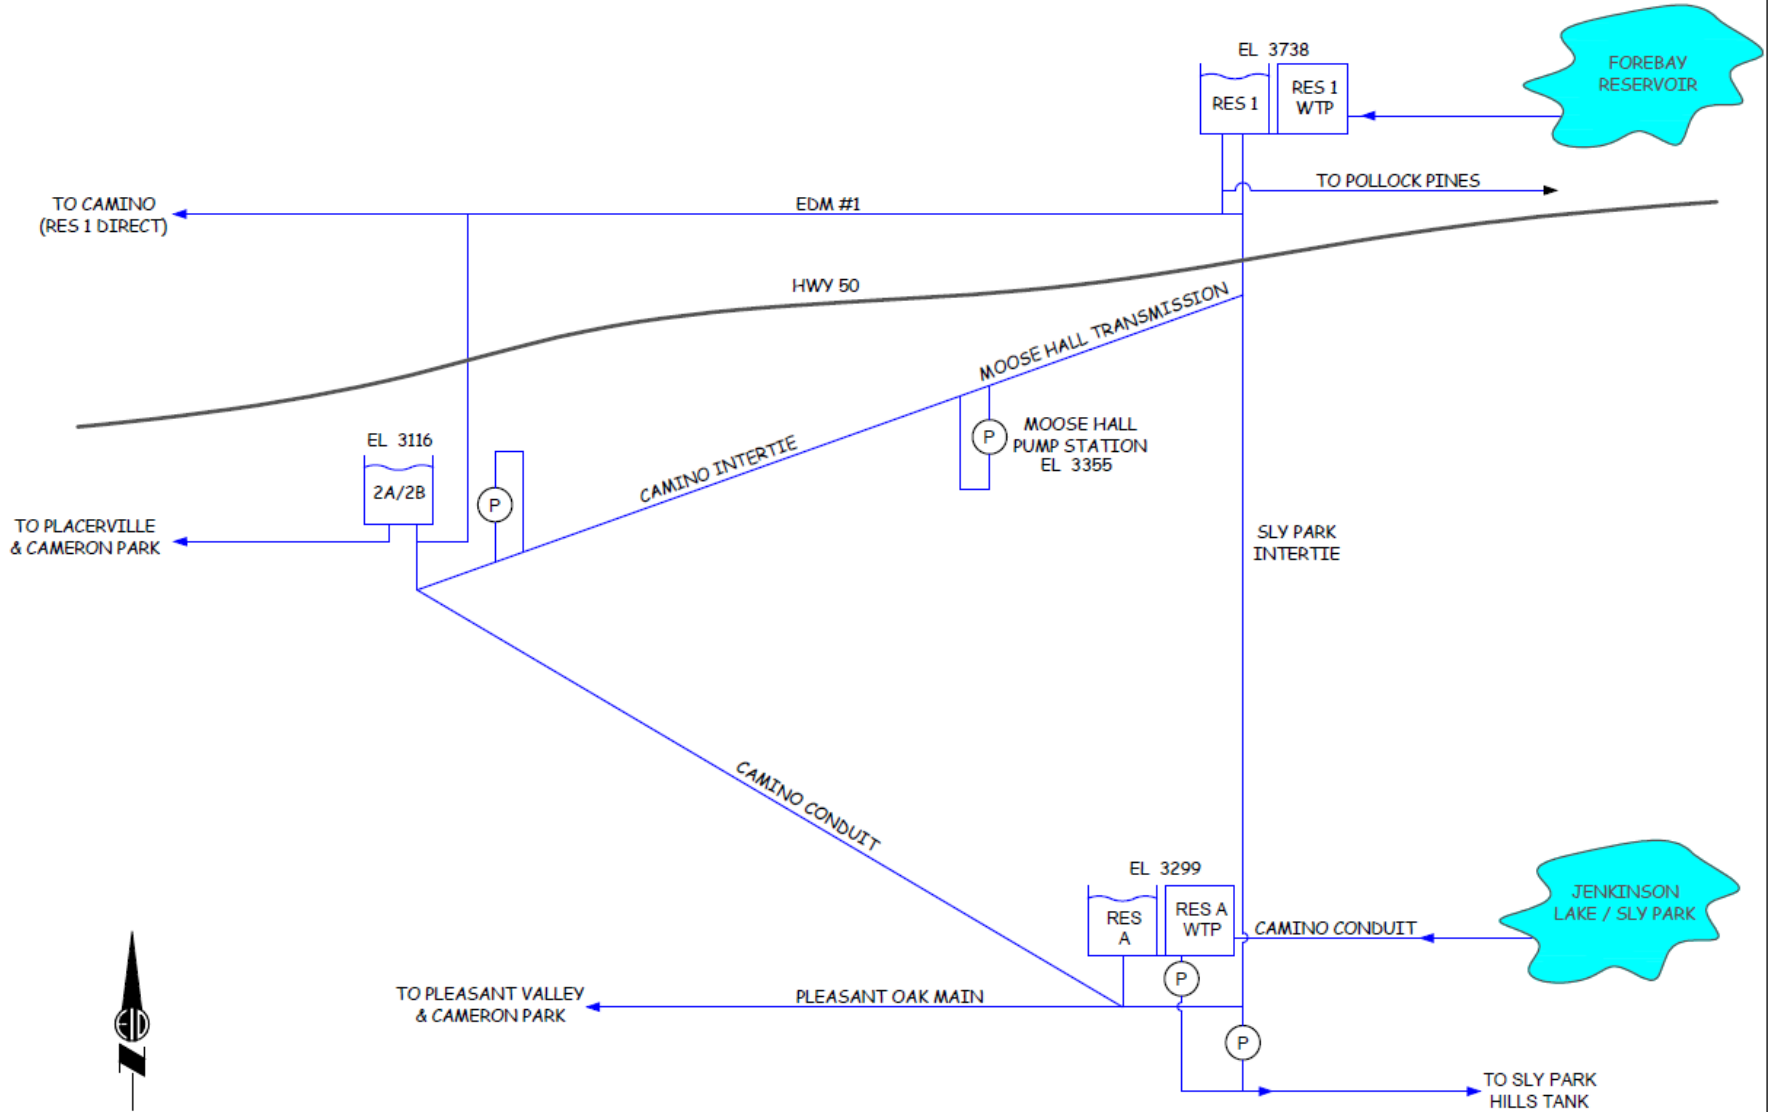 EL 3738
FOREBAY
RESERVOIR
RES 1
RES 1
WTP
TO POLLOCK PINES
TO CAMINO
(RES 1 DIRECT)
EDM #1
HWY 50
MOOSE HALL TRANSMISSION
EL 3116
2A/2B
P
CAMINO INTERTIE
P
MOOSE HALL
PUMP STATION
EL 3355
TO PLACERVILLE
& CAMERON PARK
SLY PARK
INTERTIE
CAMINO CONDUIT
EL 3299
RES
A
RES A
WTP
CAMINO CONDUIT
JENKINSON
LAKE / SLY PARK
P
TO PLEASANT VALLEY
& CAMERON PARK
PLEASANT OAK MAIN
P
EID
N
TO SLY PARK
HILLS TANK